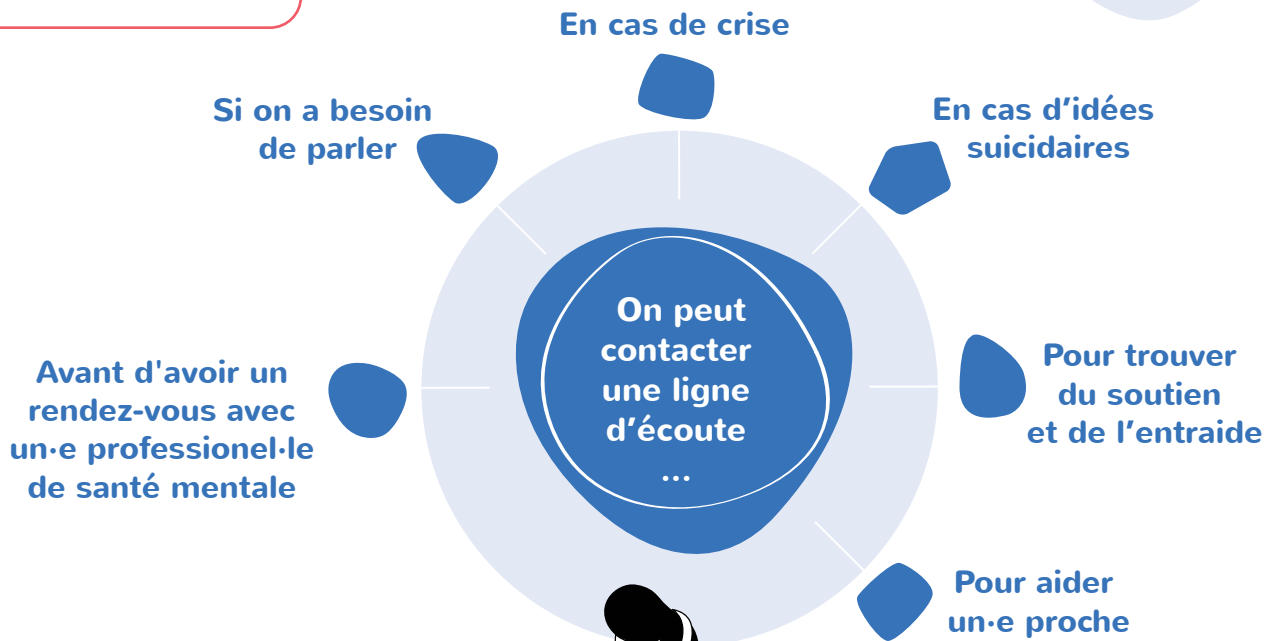 En cas de crise
Si on a besoin
de parler
En cas d’idées
suicidaires
On peut
contacter
une ligne
d’écoute
...
Avant d'avoir un
rendez-vous avec
un·e professionel·le
de santé mentale
Pour trouver
du soutien
et de l’entraide
Pour aider
un·e proche